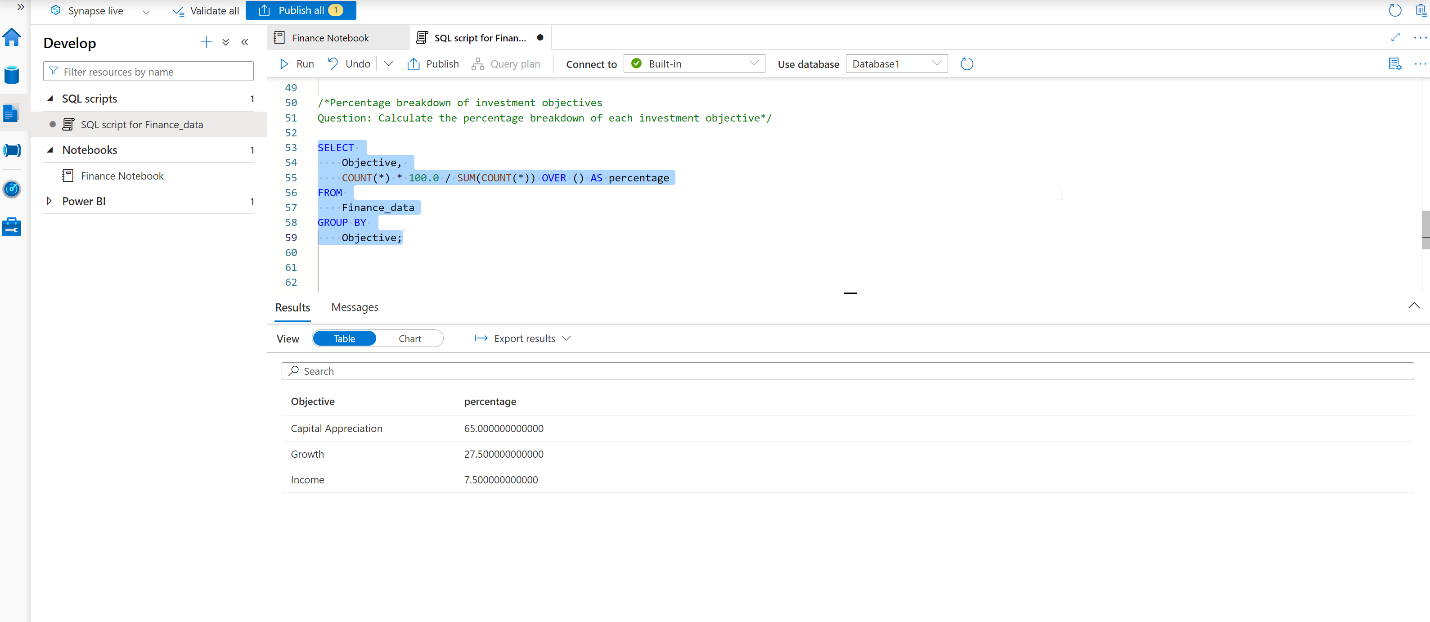 Synapse live
Validate all
Publish all 1
Develop
Filter resources by name
SQL scripts 1
SQL script for Finance_data
Notebooks 1
Finance Notebook
Power BI 1
Finance Notebook
SQL script for Finan...
Run
Undo
Publish
Query plan
Connect to
Built-in
Use database
Database1
49
50 /*Percentage breakdown of investment objectives
51 Question: Calculate the percentage breakdown of each investment objective*/
52
53 SELECT
54 Objective,
55 COUNT(*) * 100.0 / SUM(COUNT(*)) OVER () AS percentage
56 FROM
57 Finance_data
58 GROUP BY
59 Objective;
60
61
62
Results Messages
View Table Chart Export results
Search
Objective percentage
Capital Appreciation 65.000000000000
Growth 27.500000000000
Income 7.500000000000